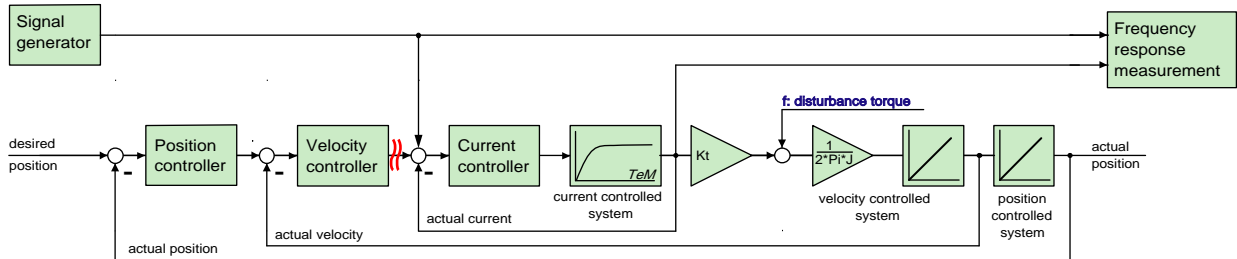 Signal
generator
Frequency
response
measurement
f: disturbance torque
desired
position
Position
controller
Velocity
controller
Current
controller
TeM
Kt
1
2*Pi*J
actual
position
-
-
-
current controlled
system
velocity controlled
system
position
controlled
system
actual current
actual velocity
actual position